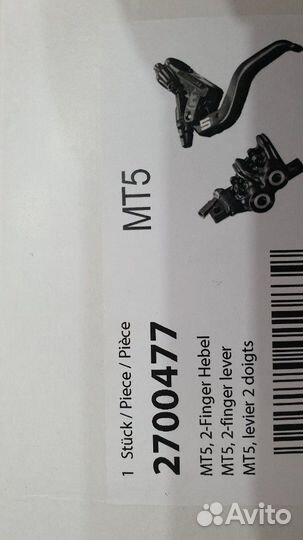 MT5
1 Stück / Piece / Pièce
2700477
MT5, 2-Finger Hebel
MT5, 2-finger lever
MT5, levier 2 doigts
Avito